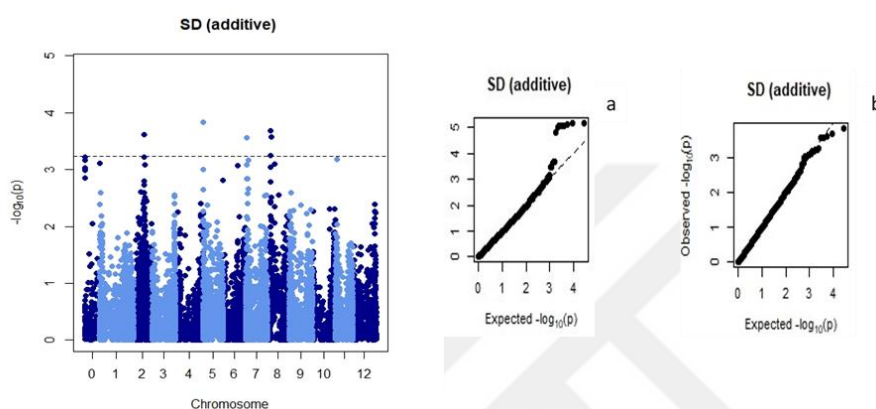 SD (additive)
5
4
3
2
1
0
-log₁₀(p)
0 1 2 3 4 5 6 7 8 9 10 12
Chromosome
SD (additive)
a
5
4
3
2
1
0
0 1 2 3 4
Expected -log₁₀(p)
SD (additive)
b
Observed -log₁₀(p)
3
2
1
0
0 1 2 3 4
Expected -log₁₀(p)